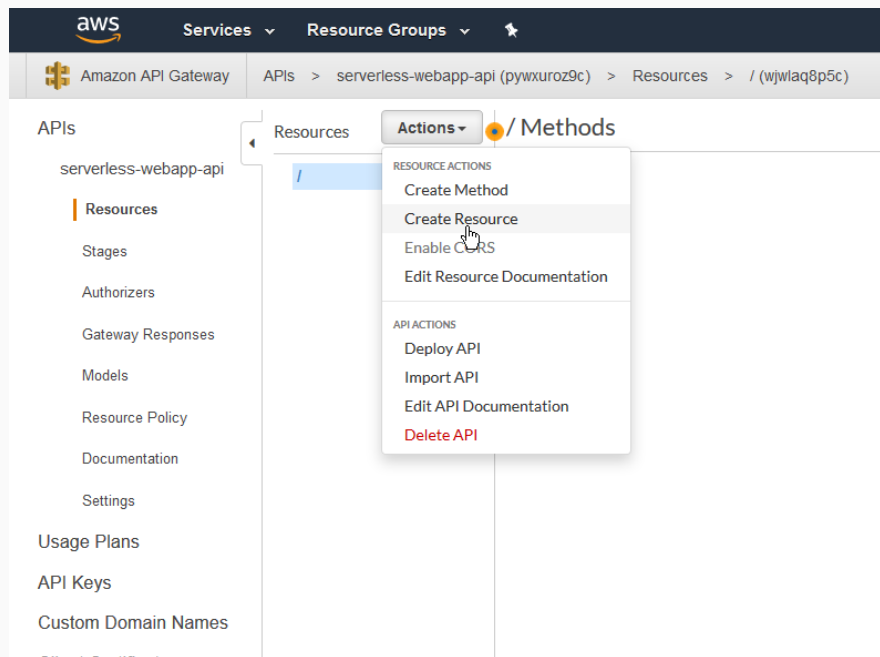 aws Services Resource Groups
Amazon API Gateway APIs > serverless-webapp-api (pywxuroz9c) > Resources > / (wjwlaq8p5c)
APIs
serverless-webapp-api
Resources
Stages
Authorizers
Gateway Responses
Models
Resource Policy
Documentation
Settings
Usage Plans
API Keys
Custom Domain Names
Resources
Actions
/
RESOURCE ACTIONS
Create Method
Create Resource
Enable CORS
Edit Resource Documentation
API ACTIONS
Deploy API
Import API
Edit API Documentation
Delete API
/ Methods